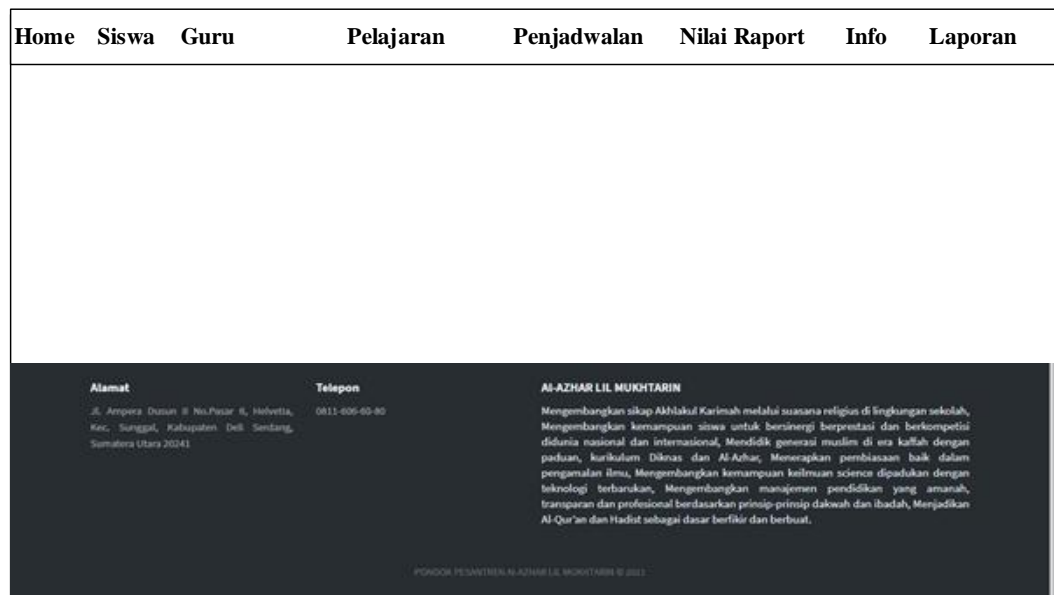 Home Siswa Guru Pelajaran Penjadwalan Nilai Raport Info Laporan
Alamat
Jl. Ampera Dusun II No.Pasar II, Helvetia,
Kec. Sunggal, Kabupaten Deli Serdang,
Sumatera Utara 20241
Telepon
0811-606-60-80
Al-AZHAR LIL MUKHTARIN
Mengembangkan sikap Akhlakul Karimah melalui suasana religius di lingkungan sekolah,
Mengembangkan kemampuan siswa untuk bersinergi berprestasi dan berkompetisi
didunia nasional dan internasional, Mendidik generasi muslim di era kaffah dengan
paduan, kurikulum Diknas dan Al-Azhar, Menerapkan pembiasaan baik dalam
pengamalan ilmu, Mengembangkan kemampuan keilmuan science dipadukan dengan
teknologi terbarukan, Mengembangkan manajemen pendidikan yang amanah,
transparan dan profesional berdasarkan prinsip-prinsip dakwah dan ibadah, Menjadikan
Al-Qur'an dan Hadist sebagai dasar berfikir dan berbuat.
PONDOK PESANTREN Al-AZHAR LIL MUKHTARIN ©